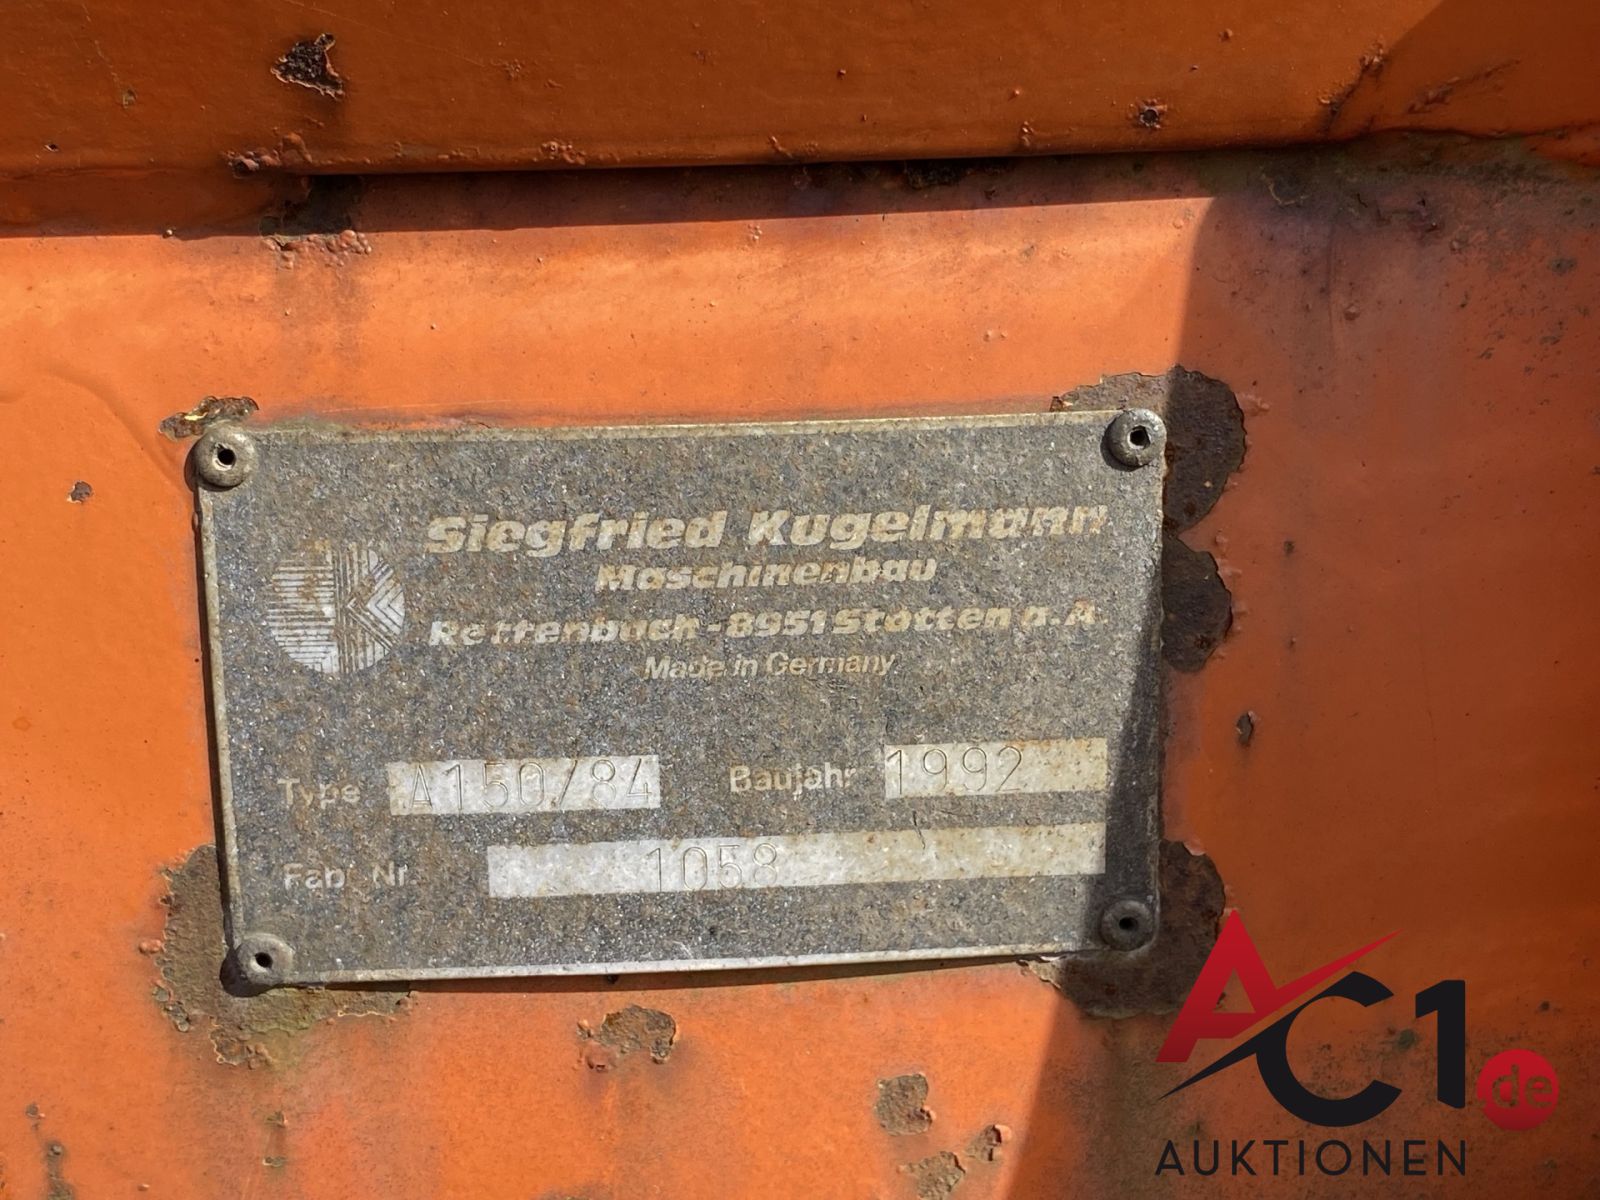 Siegfried Kugelmann
Maschinenbau
Rettenbach-8951 Stötten a.A.
Made in Germany
Type A150/84 Baujahr 1992
Fab. Nr. 1058
AC1.de
AUKTIONEN